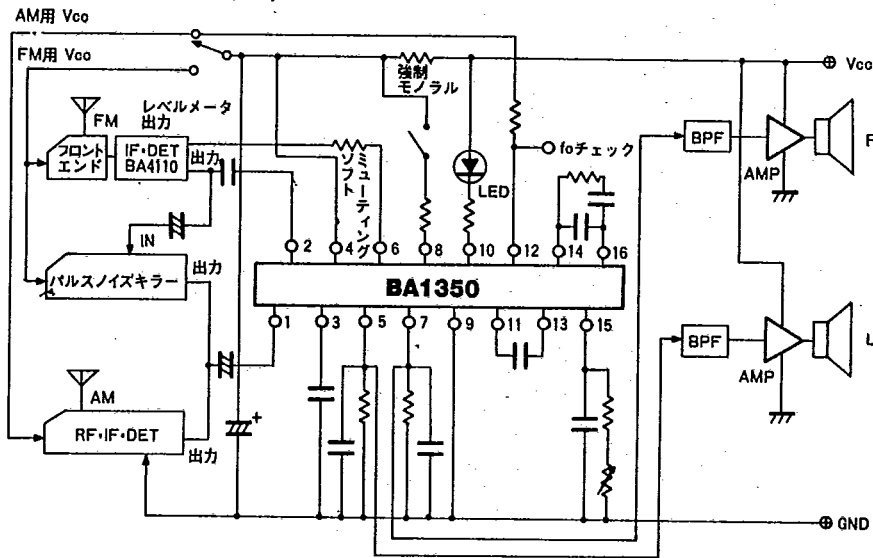 AM用 Vcc
FM用 Vcc
レベルメータ
出力
FM
フロント
エンド
IF・DET
BA4110
出力
IN
パルスノイズキラー
出力
AM
RF・IF・DET
出力
ソフト
ミューティング
強制
モノラル
LED
foチェック
2
4
6
8
10
12
14
16
BA1350
1
3
5
7
9
11
13
15
+
BPF
AMP
BPF
AMP
L
Vcc
GND